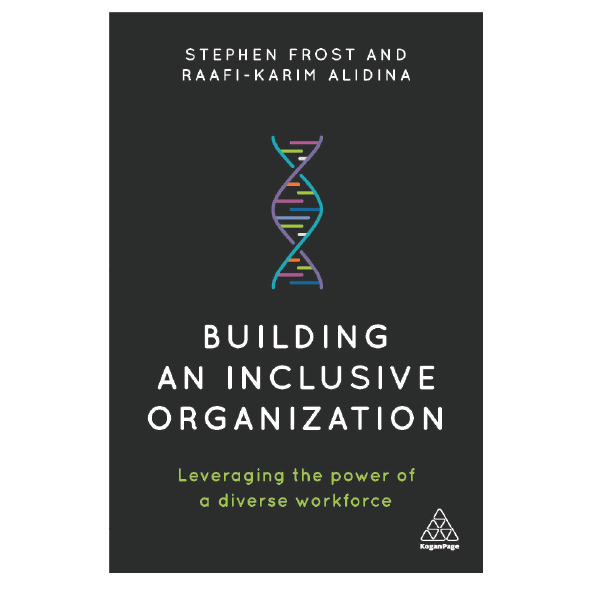 STEPHEN FROST AND
RAAFI-KARIM ALIDINA
BUILDING
AN INCLUSIVE
ORGANIZATION
Leveraging the power of
a diverse workforce
KoganPage